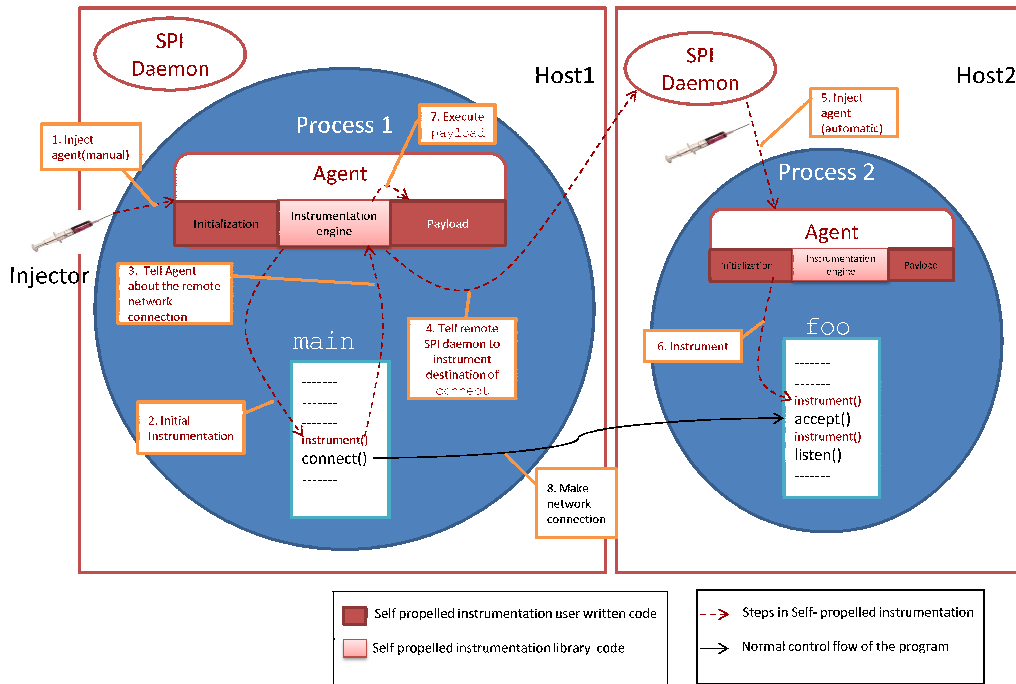 SPI
Daemon
Host1
Process 1
1. Inject
agent(manual)
7. Execute
payload
Agent
Initialization
Instrumentation
engine
Payload
Injector
3. Tell Agent
about the remote
network
connection
4. Tell remote
SPI daemon to
instrument
destination of
connect.
main
-------
-------
-------
instrument()
connect()
-------
2. Initial
Instrumentation
8. Make
network
connection
SPI
Daemon
Host2
5. Inject
agent
(automatic)
Process 2
Agent
Initialization
Instrumentation
engine
Payload
6. Instrument
foo
-------
-------
instrument()
accept()
instrument()
listen()
-------
Self propelled instrumentation user written code
Self propelled instrumentation library code
Steps in Self- propelled instrumentation
Normal control flow of the program